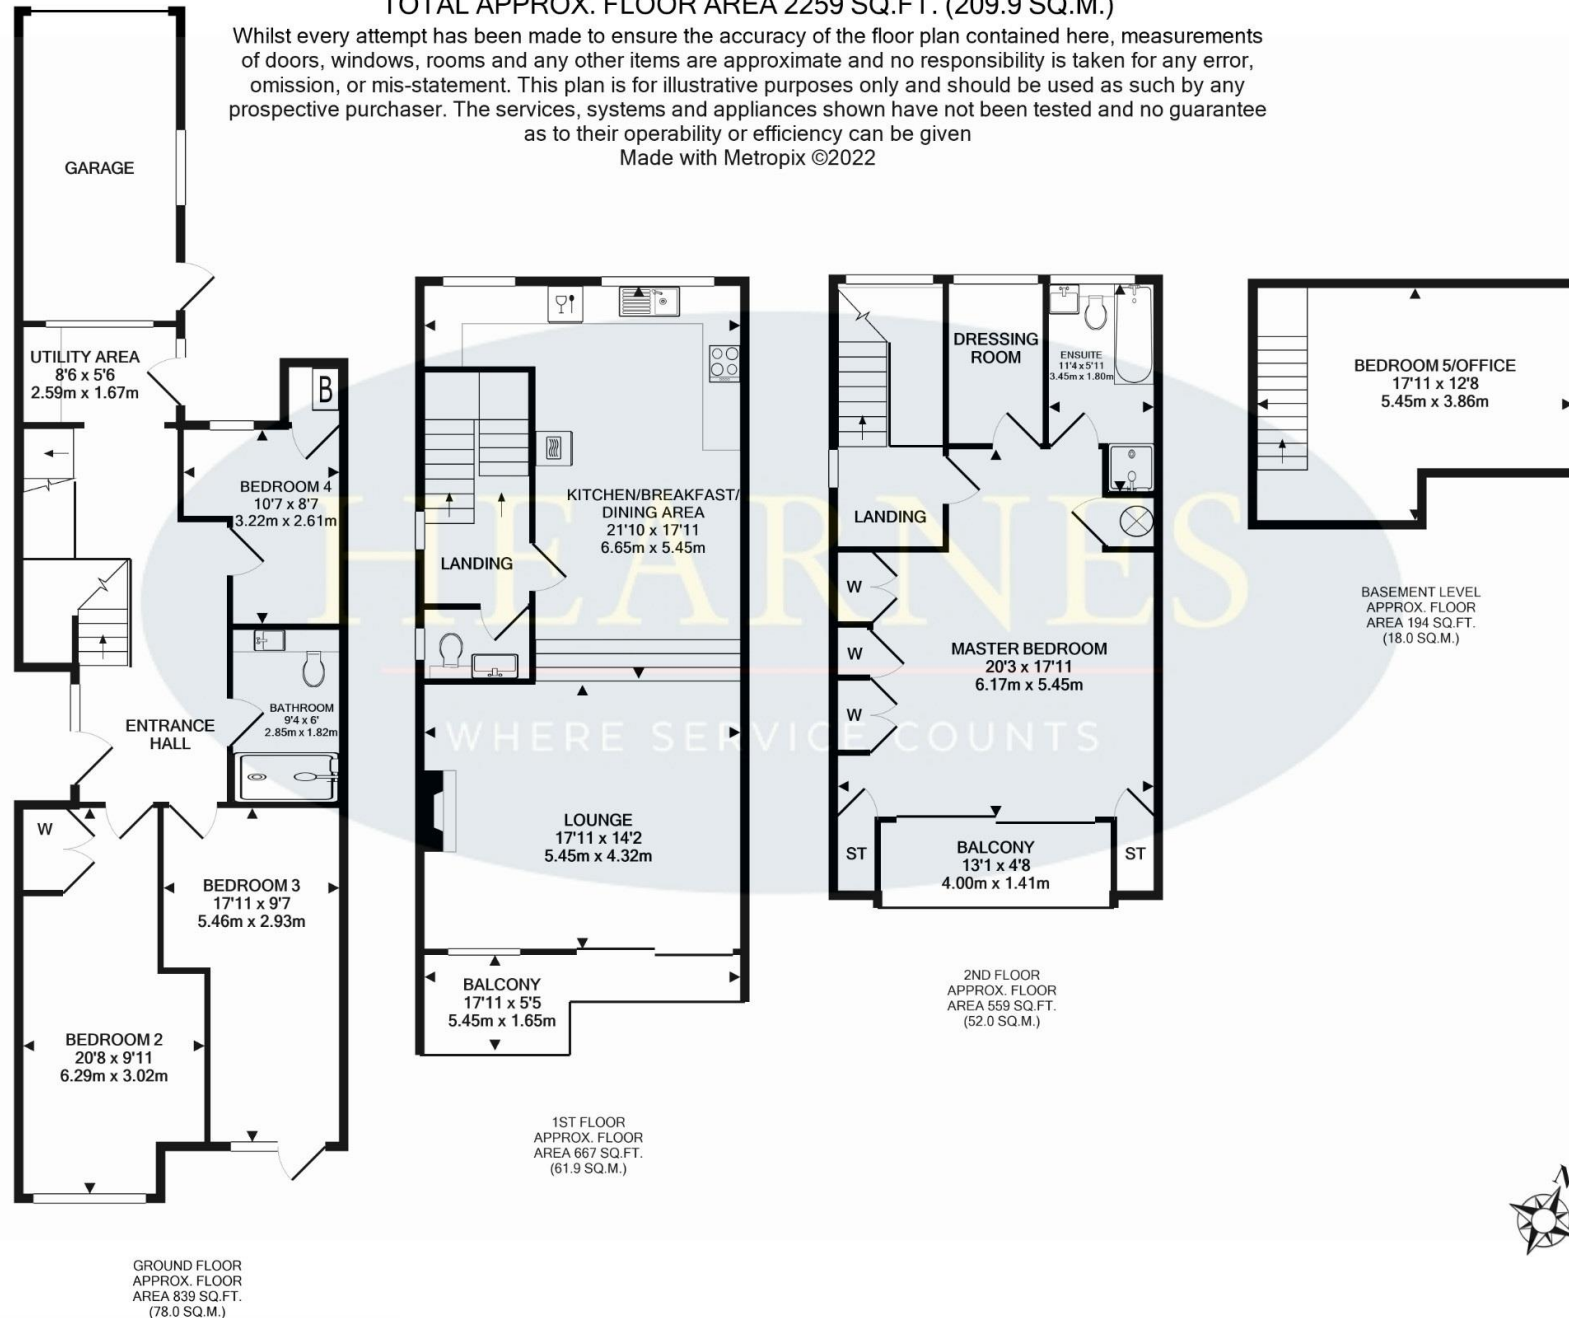 TOTAL APPROX. FLOOR AREA 2259 SQ.FT. (209.9 SQ.M.)
Whilst every attempt has been made to ensure the accuracy of the floor plan contained here, measurements
of doors, windows, rooms and any other items are approximate and no responsibility is taken for any error,
omission, or mis-statement. This plan is for illustrative purposes only and should be used as such by any
prospective purchaser. The services, systems and appliances shown have not been tested and no guarantee
as to their operability or efficiency can be given
Made with Metropix ©2022
GARAGE
UTILITY AREA
8'6 x 5'6
2.59m x 1.67m
B
BEDROOM 4
10'7 x 8'7
3.22m x 2.61m
BATHROOM
9'4 x 6'
2.85m x 1.82m
ENTRANCE
HALL
W
BEDROOM 3
17'11 x 9'7
5.46m x 2.93m
BEDROOM 2
20'8 x 9'11
6.29m x 3.02m
GROUND FLOOR
APPROX. FLOOR
AREA 839 SQ.FT.
(78.0 SQ.M.)
KITCHEN/BREAKFAST/
DINING AREA
21'10 x 17'11
6.65m x 5.45m
LANDING
LOUNGE
17'11 x 14'2
5.45m x 4.32m
BALCONY
17'11 x 5'5
5.45m x 1.65m
1ST FLOOR
APPROX. FLOOR
AREA 667 SQ.FT.
(61.9 SQ.M.)
DRESSING
ROOM
ENSUITE
11'4 x 5'11
3.45m x 1.80m
LANDING
W
W
W
MASTER BEDROOM
20'3 x 17'11
6.17m x 5.45m
ST
BALCONY
13'1 x 4'8
4.00m x 1.41m
ST
2ND FLOOR
APPROX. FLOOR
AREA 559 SQ.FT.
(52.0 SQ.M.)
BEDROOM 5/OFFICE
17'11 x 12'8
5.45m x 3.86m
BASEMENT LEVEL
APPROX. FLOOR
AREA 194 SQ.FT.
(18.0 SQ.M.)
HEARNES
WHERE SERVICE COUNTS
N